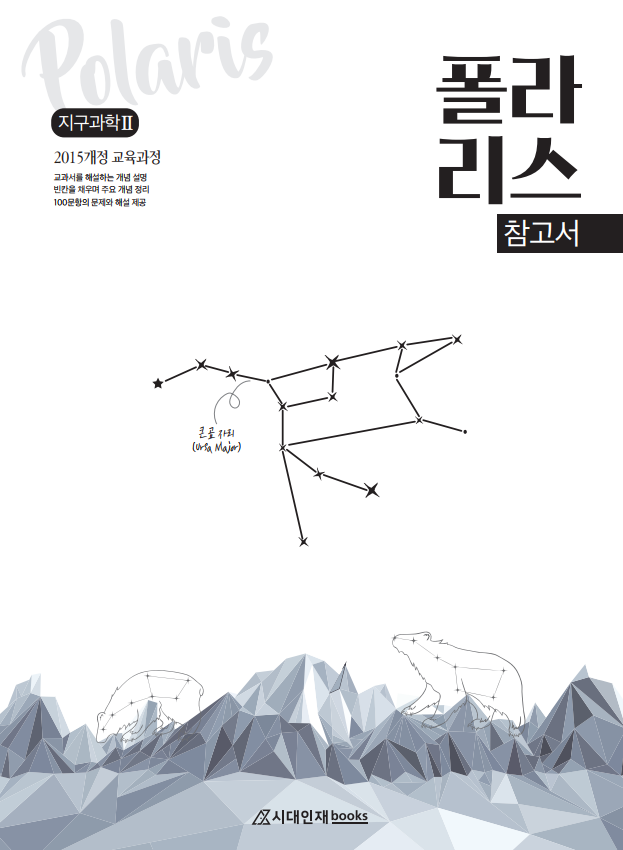 Polaris
폴라
리스
참고서
지구과학Ⅱ
2015개정 교육과정
교과서를 해설하는 개념 설명
빈칸을 채우며 주요 개념 정리
100문항의 문제와 해설 제공
큰곰 자리
(Ursa Major)
시대인재books